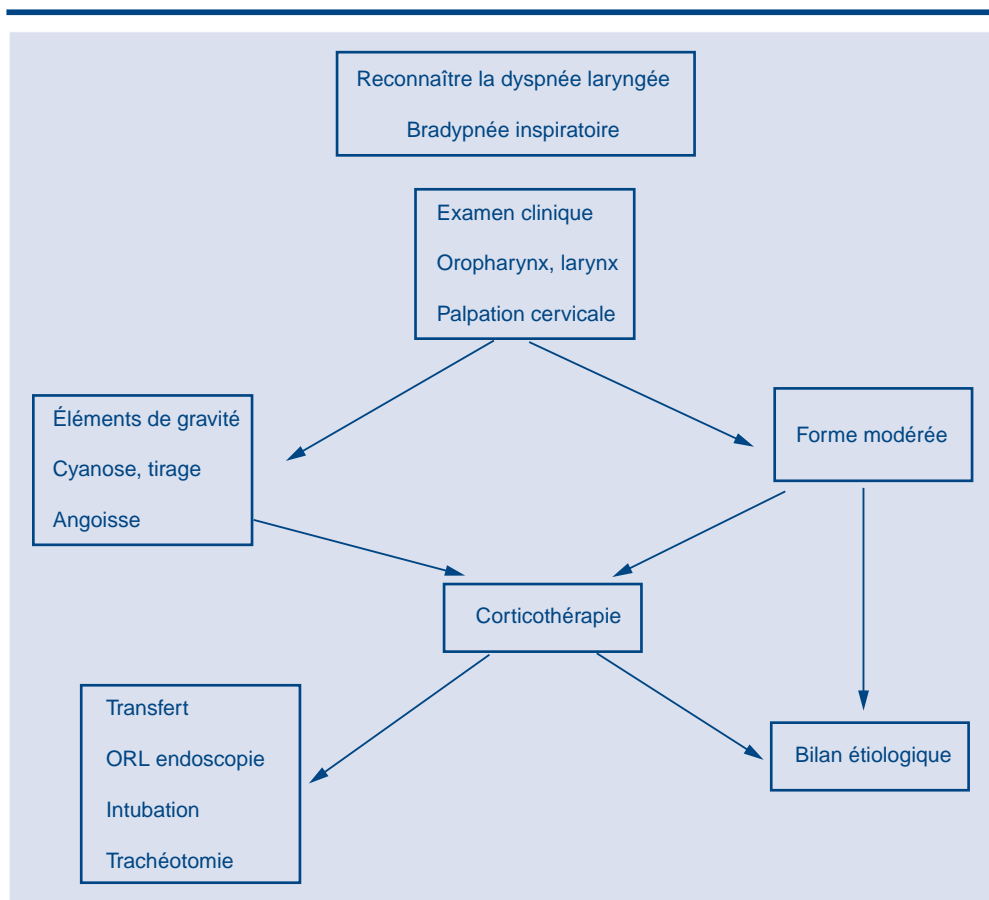 Reconnaître la dyspnée laryngée
Bradypnée inspiratoire
Examen clinique
Oropharynx, larynx
Palpation cervicale
Éléments de gravité
Cyanose, tirage
Angoisse
Forme modérée
Corticothérapie
Transfert
ORL endoscopie
Intubation
Trachéotomie
Bilan étiologique